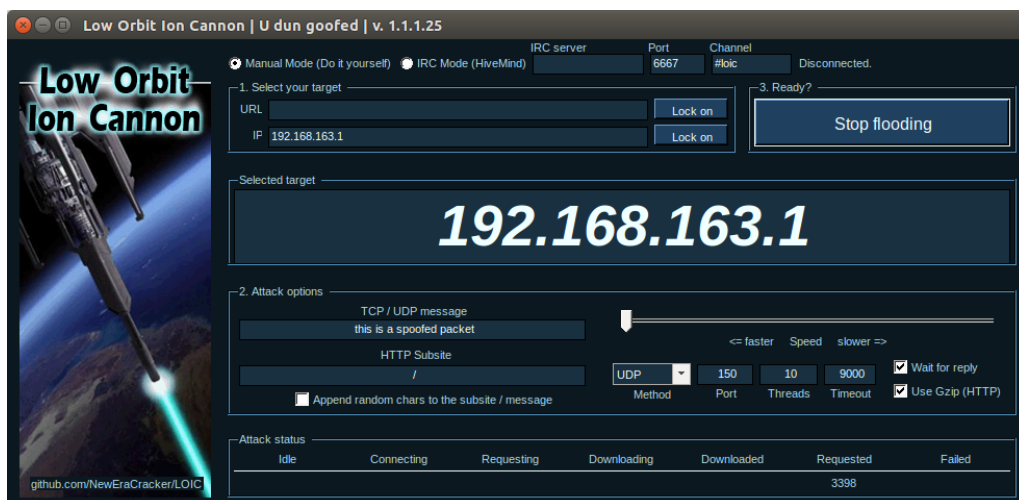 Low Orbit Ion Cannon | U dun goofed | v. 1.1.1.25
Low Orbit
Ion Cannon
github.com/NewEraCracker/LOIC
IRC server Port Channel
Manual Mode (Do it yourself) IRC Mode (HiveMind) 6667 #loic Disconnected.
1. Select your target
URL Lock on
IP 192.168.163.1 Lock on
3. Ready?
Stop flooding
Selected target
192.168.163.1
2. Attack options
TCP / UDP message
this is a spoofed packet
HTTP Subsite
/
Append random chars to the subsite / message
<= faster Speed slower =>
UDP 150 10 9000 Wait for reply
Method Port Threads Timeout Use Gzip (HTTP)
Attack status
Idle Connecting Requesting Downloading Downloaded Requested Failed
3398